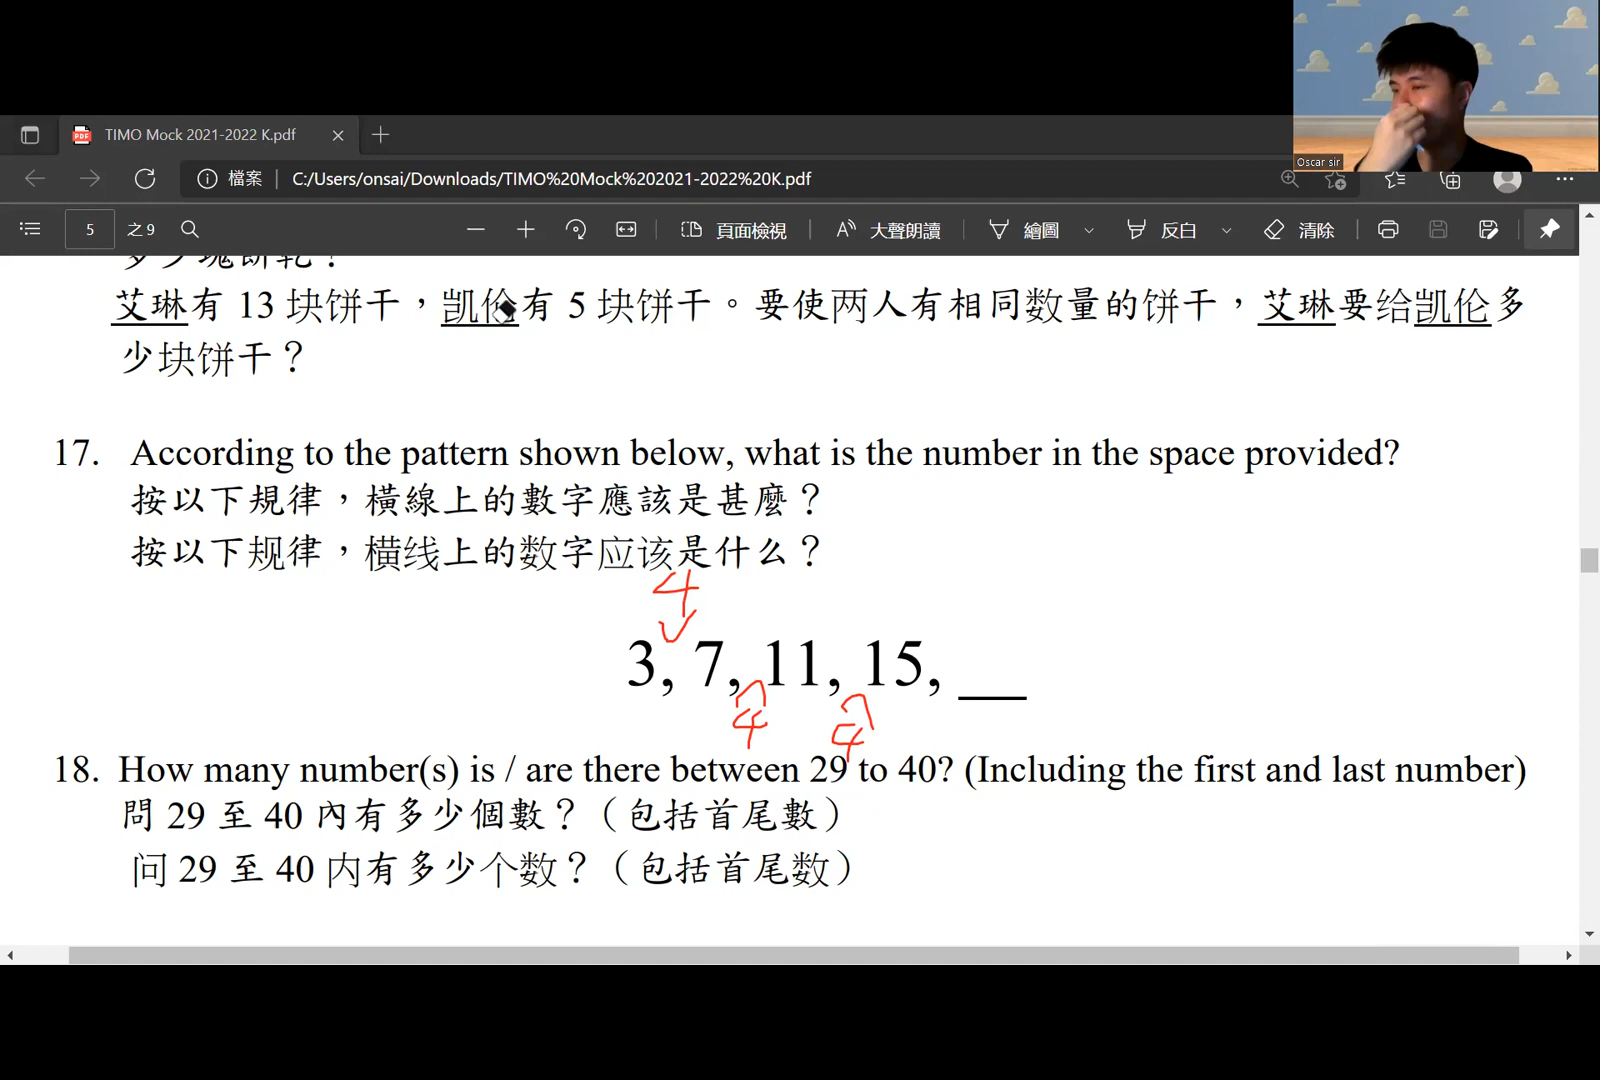 Oscar sir
TIMO Mock 2021-2022 K.pdf
檔案 C:/Users/onsai/Downloads/TIMO%20Mock%202021-2022%20K.pdf
5 之9 頁面檢視 大聲朗讀 繪圖 反白 清除
多少塊餅乾？
艾琳有 13 块饼干，凯伦有 5 块饼干。要使两人有相同数量的饼干，艾琳要给凯伦多
少块饼干？
17. According to the pattern shown below, what is the number in the space provided?
按以下規律，橫線上的數字應該是甚麼？
按以下规律，横线上的数字应该是什么？
4
3, 7, 11, 15, ___
4 4
18. How many number(s) is / are there between 29 to 40? (Including the first and last number)
問 29 至 40 內有多少個數？（包括首尾數）
问 29 至 40 内有多少个数？（包括首尾数）